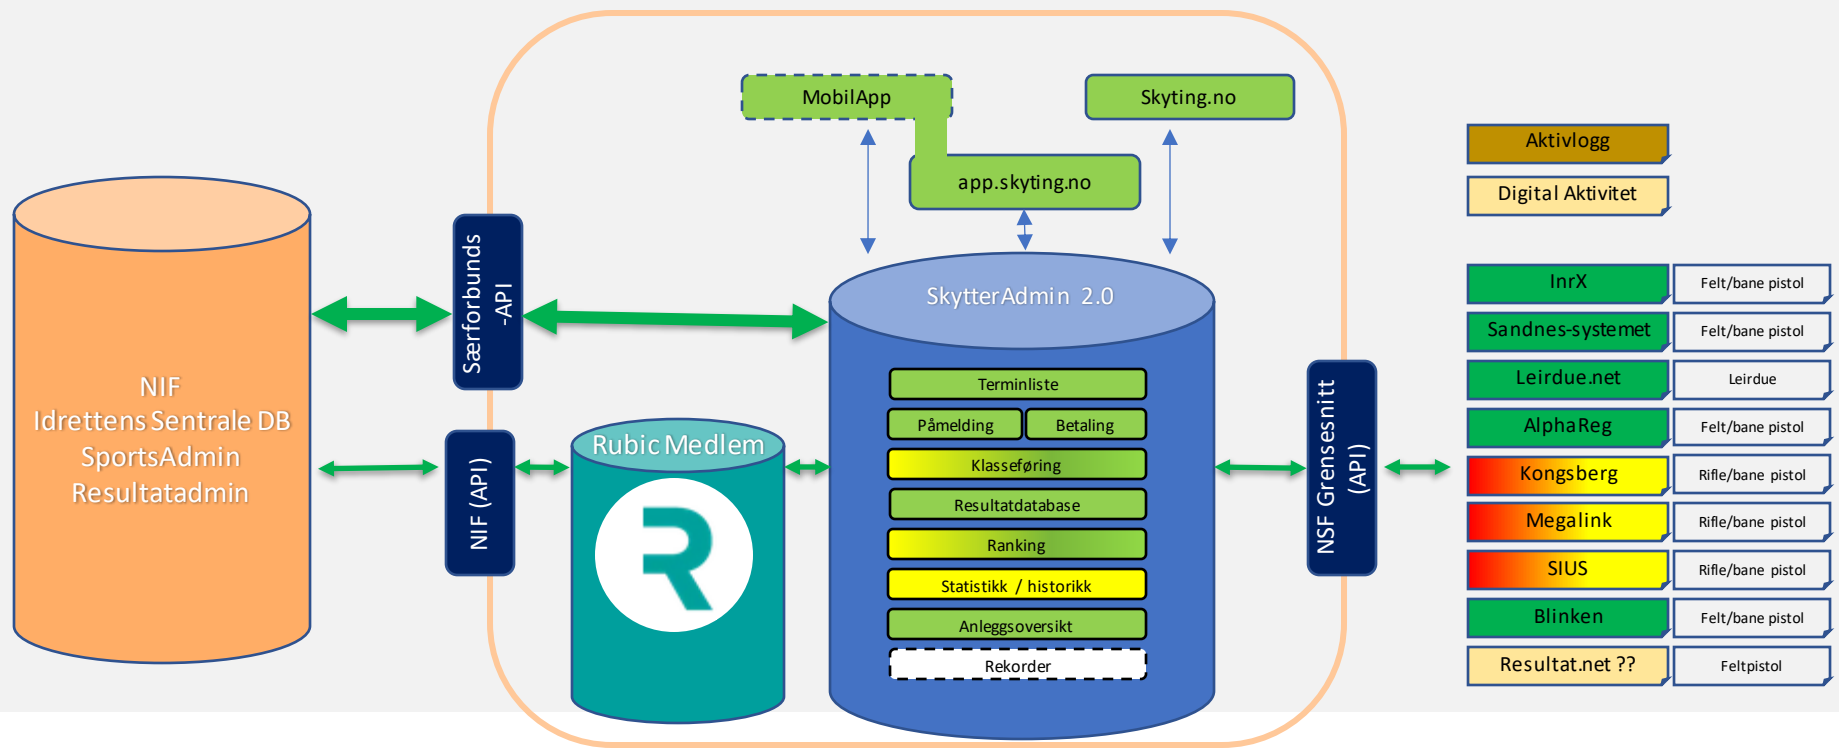 MobilApp
Skyting.no
app.skyting.no
NIF
Idrettens Sentrale DB
SportsAdmin
Resultatadmin
Særforbunds
-API
NIF (API)
Rubic Medlem
R
SkytterAdmin 2.0
Terminliste
Påmelding
Betaling
Klasseføring
Resultatdatabase
Ranking
Statistikk / historikk
Anleggsoversikt
Rekorder
NSF Grensesnitt
(API)
Aktivlogg
Digital Aktivitet
InrX
Felt/bane pistol
Sandnes-systemet
Felt/bane pistol
Leirdue.net
Leirdue
AlphaReg
Felt/bane pistol
Kongsberg
Rifle/bane pistol
Megalink
Rifle/bane pistol
SIUS
Rifle/bane pistol
Blinken
Felt/bane pistol
Resultat.net ??
Feltpistol